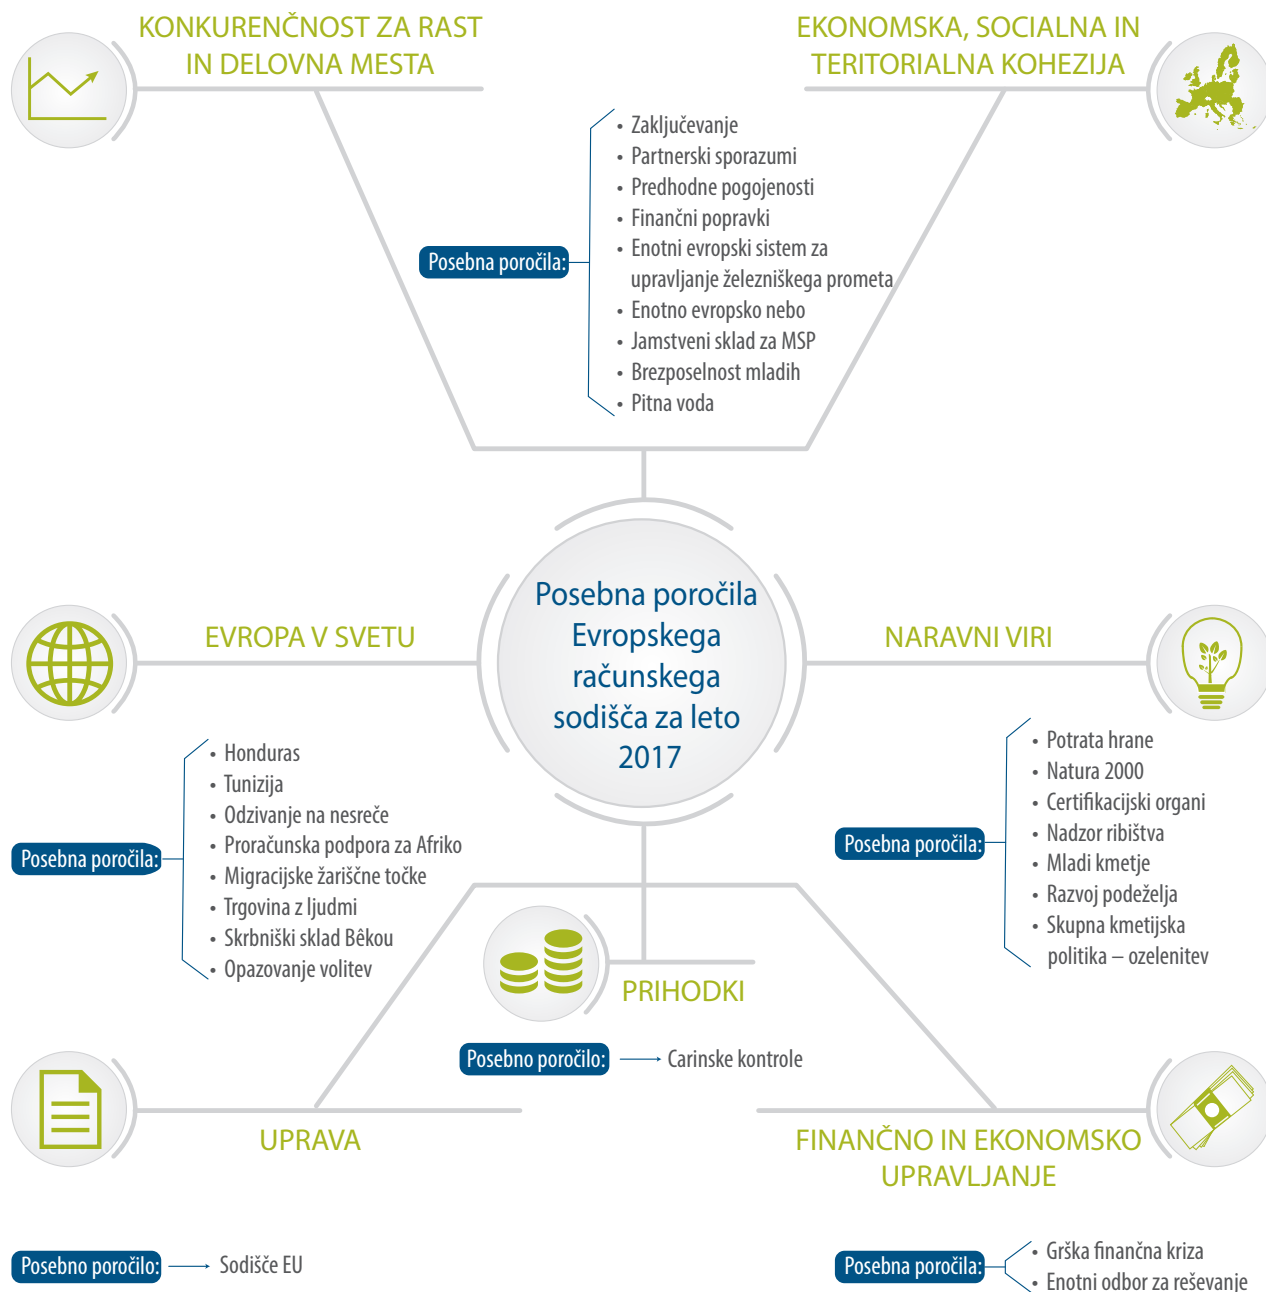 KONKURENČNOST ZA RAST
IN DELOVNA MESTA
EKONOMSKA, SOCIALNA IN
TERITORIALNA KOHEZIJA
Posebna poročila:
• Zaključevanje
• Partnerski sporazumi
• Predhodne pogojenosti
• Finančni popravki
• Enotni evropski sistem za
upravljanje železniškega prometa
• Enotno evropsko nebo
• Jamstveni sklad za MSP
• Brezposelnost mladih
• Pitna voda
Posebna poročila
Evropskega
računskega
sodišča za leto
2017
EVROPA V SVETU
Posebna poročila:
• Honduras
• Tunizija
• Odzivanje na nesreče
• Proračunska podpora za Afriko
• Migracijske žariščne točke
• Trgovina z ljudmi
• Skrbniški sklad Bêkou
• Opazovanje volitev
NARAVNI VIRI
Posebna poročila:
• Potrata hrane
• Natura 2000
• Certifikacijski organi
• Nadzor ribištva
• Mladi kmetje
• Razvoj podeželja
• Skupna kmetijska
politika – ozelenitev
PRIHODKI
Posebno poročilo:
Carinske kontrole
UPRAVA
Posebno poročilo:
Sodišče EU
FINANČNO IN EKONOMSKO
UPRAVLJANJE
Posebna poročila:
• Grška finančna kriza
• Enotni odbor za reševanje